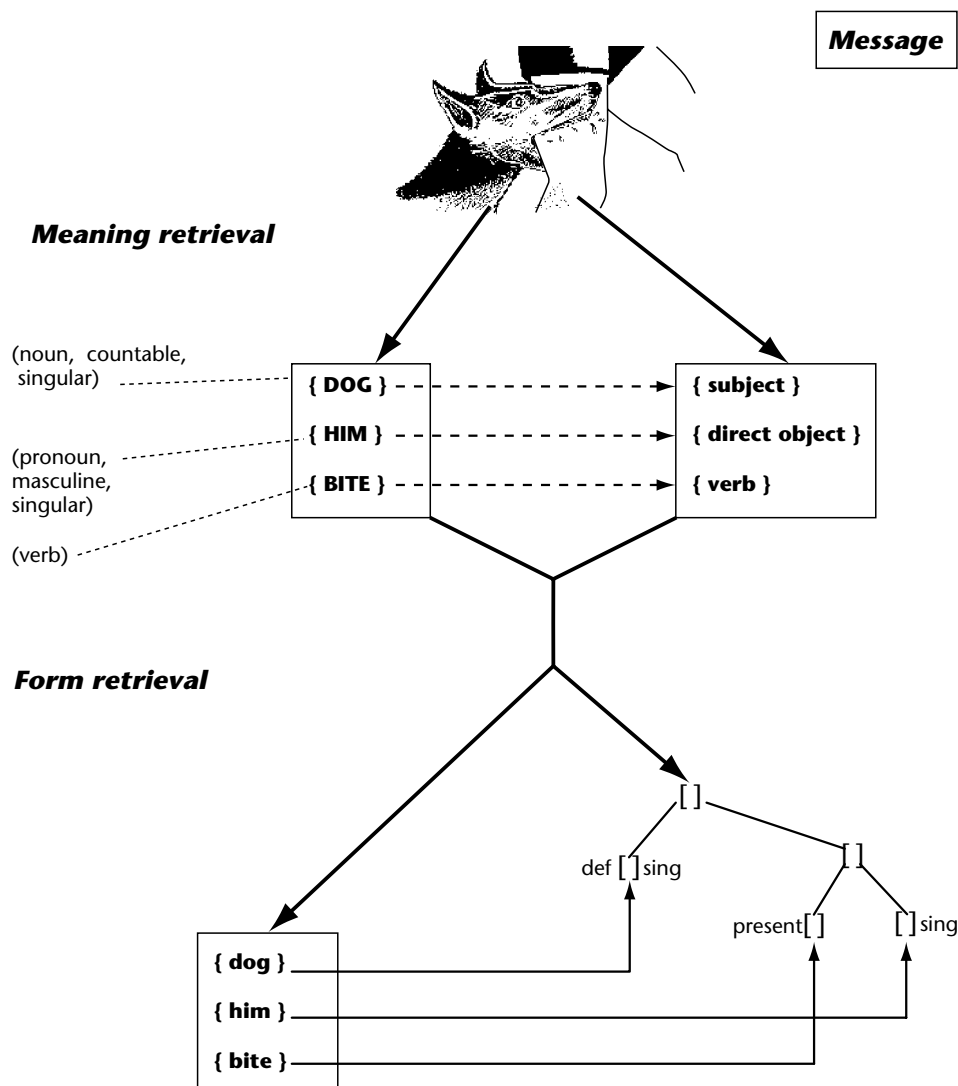 Message
Meaning retrieval
(noun, countable,
singular)
{ DOG }
{ subject }
{ HIM }
{ direct object }
(pronoun,
masculine,
singular)
{ BITE }
{ verb }
(verb)
Form retrieval
[ ]
def [ ] sing
[ ]
present[ ]
[ ] sing
{ dog }
{ him }
{ bite }